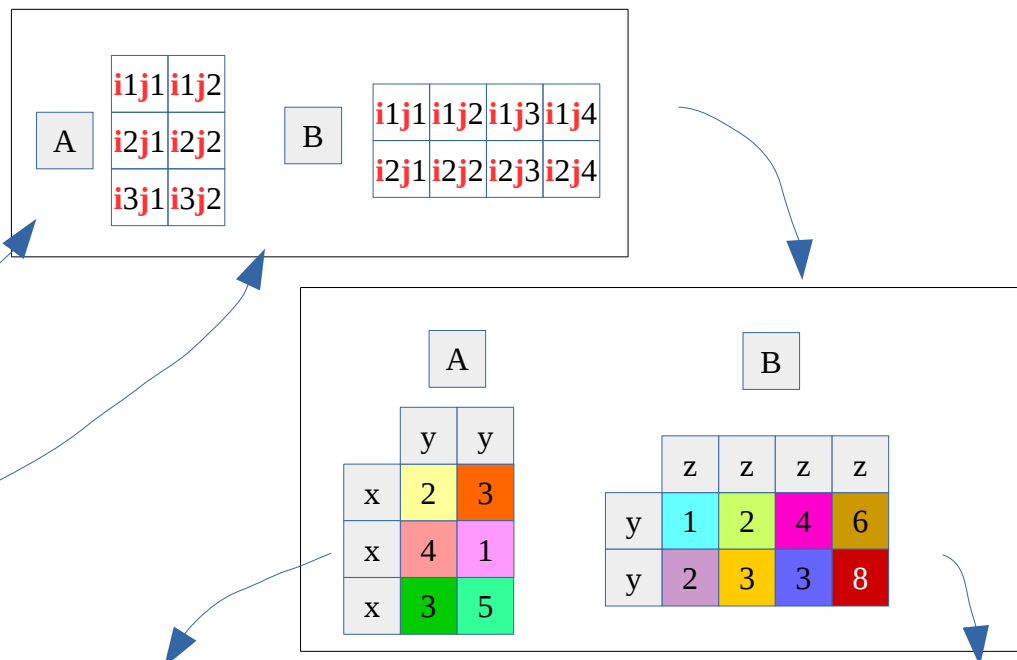 A
i1j1 i1j2
i2j1 i2j2
i3j1 i3j2
B
i1j1 i1j2 i1j3 i1j4
i2j1 i2j2 i2j3 i2j4
A
y y
x 2 3
x 4 1
x 3 5
B
z z z z
y 1 2 4 6
y 2 3 3 8